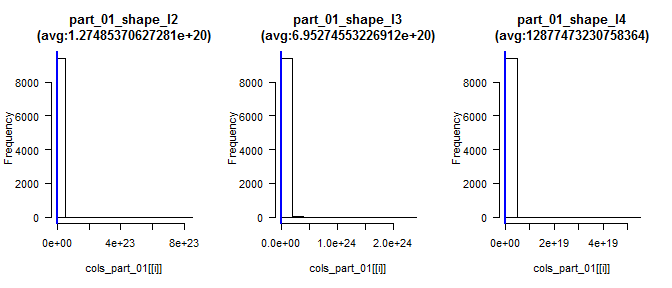 part_01_shape_l2
(avg:1.27485370627281e+20)
Frequency
8000
6000
4000
2000
0
0e+00 4e+23 8e+23
cols_part_01[[i]]
part_01_shape_l3
(avg:6.95274553226912e+20)
Frequency
8000
6000
4000
2000
0
0.0e+00 1.0e+24 2.0e+24
cols_part_01[[i]]
part_01_shape_l4
(avg:12877473230758364)
Frequency
8000
6000
4000
2000
0
0e+00 2e+19 4e+19
cols_part_01[[i]]